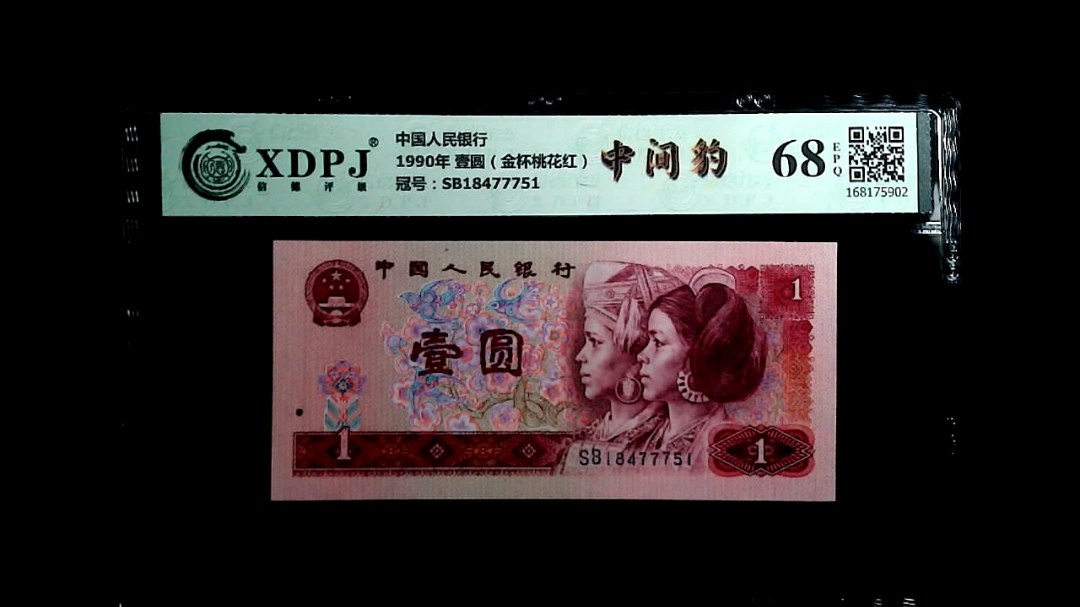 XDPJ®
信德评级
中国人民银行
1990年 壹圆（金杯桃花红）
冠号：SB18477751
中间豹
68
EPQ
168175902
中国人民银行
1
壹圆
1
SB18477751
1